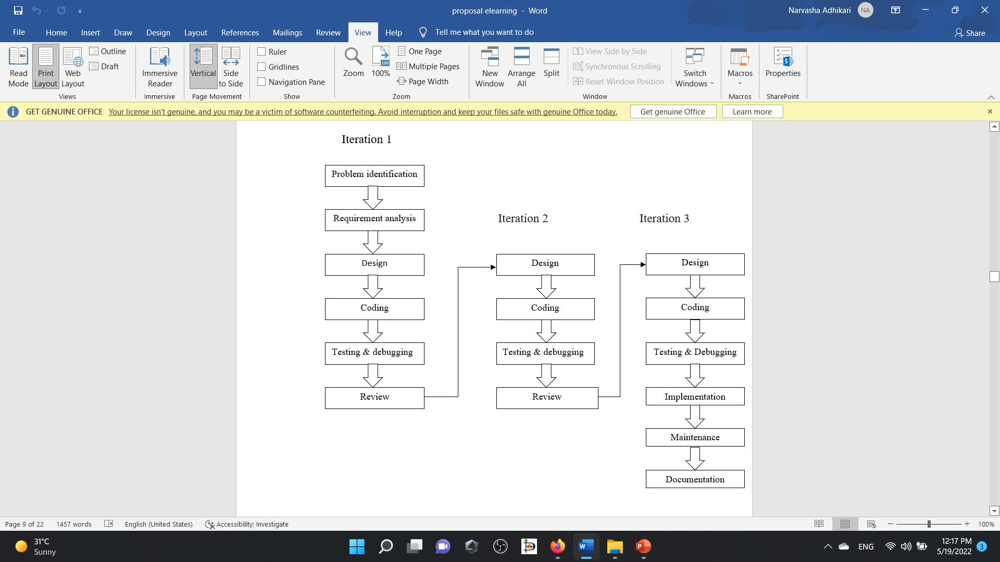 proposal elearning - Word
Narvasha Adhikari NA
File Home Insert Draw Design Layout References Mailings Review View Help Tell me what you want to do Share
Read Mode
Print Layout
Web Layout
Outline
Draft
Views
Immersive Reader
Immersive
Vertical
Side to Side
Page Movement
Ruler
Gridlines
Navigation Pane
Show
Zoom
100
100%
One Page
Multiple Pages
Page Width
Zoom
New Window
Arrange All
Split
View Side by Side
Synchronous Scrolling
Reset Window Position
Switch Windows
Window
Macros
Macros
S
Properties
SharePoint
i GET GENUINE OFFICE Your license isn't genuine, and you may be a victim of software counterfeiting. Avoid interruption and keep your files safe with genuine Office today. Get genuine Office Learn more
Iteration 1
Problem identification
Requirement analysis
Design
Coding
Testing & debugging
Review
Iteration 2
Design
Coding
Testing & debugging
Review
Iteration 3
Design
Coding
Testing & Debugging
Implementation
Maintenance
Documentation
Page 9 of 22 1457 words English (United States) Accessibility: Investigate 100%
31°C
Sunny
W
P
ENG
12:17 PM
5/19/2022
3